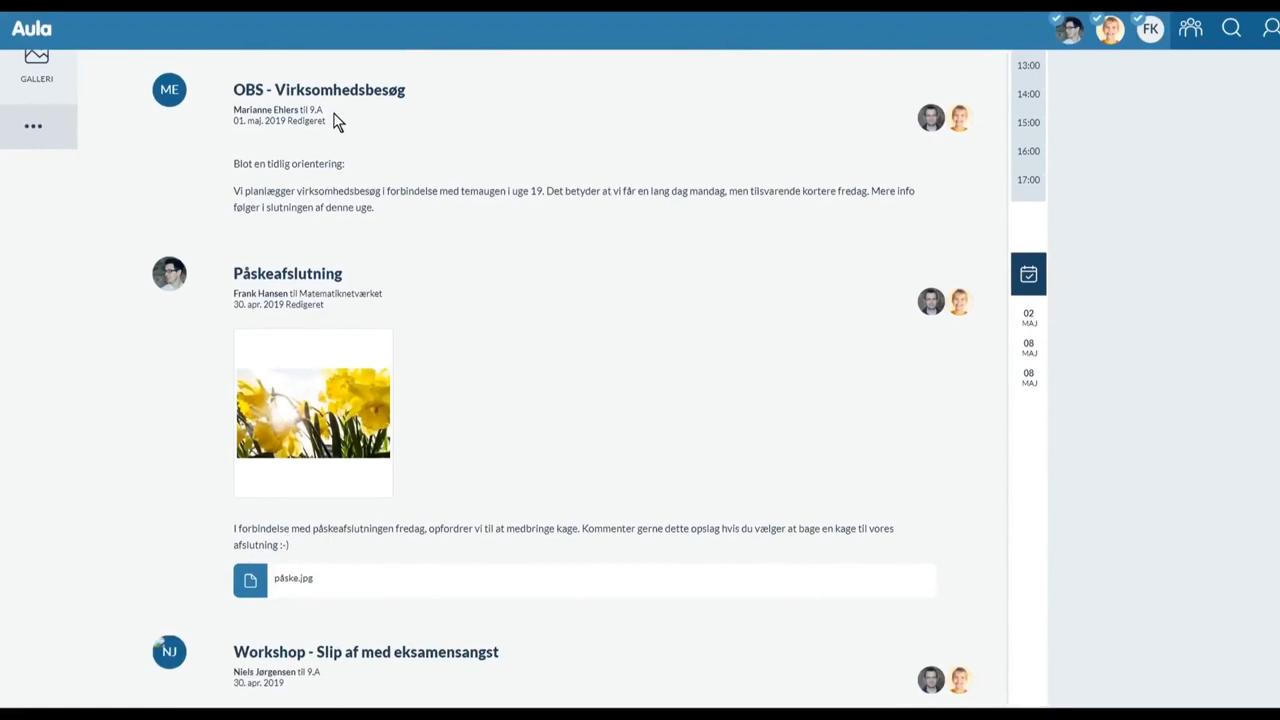 Aula
FK
GALLERI
ME
OBS - Virksomhedsbesøg
Marianne Ehlers til 9.A
01. maj. 2019 Redigeret
Blot en tidlig orientering:
Vi planlægger virksomhedsbesøg i forbindelse med temaugen i uge 19. Det betyder at vi får en lang dag mandag, men tilsvarende kortere fredag. Mere info
følger i slutningen af denne uge.
Påskeafslutning
Frank Hansen til Matematiknetværket
30. apr. 2019 Redigeret
I forbindelse med påskeafslutningen fredag, opfordrer vi til at medbringe kage. Kommenter gerne dette opslag hvis du vælger at bage en kage til vores
afslutning :-)
påske.jpg
NJ
Workshop - Slip af med eksamensangst
Niels Jørgensen til 9.A
30. apr. 2019
13:00
14:00
15:00
16:00
17:00
02
MAJ
08
MAJ
08
MAJ